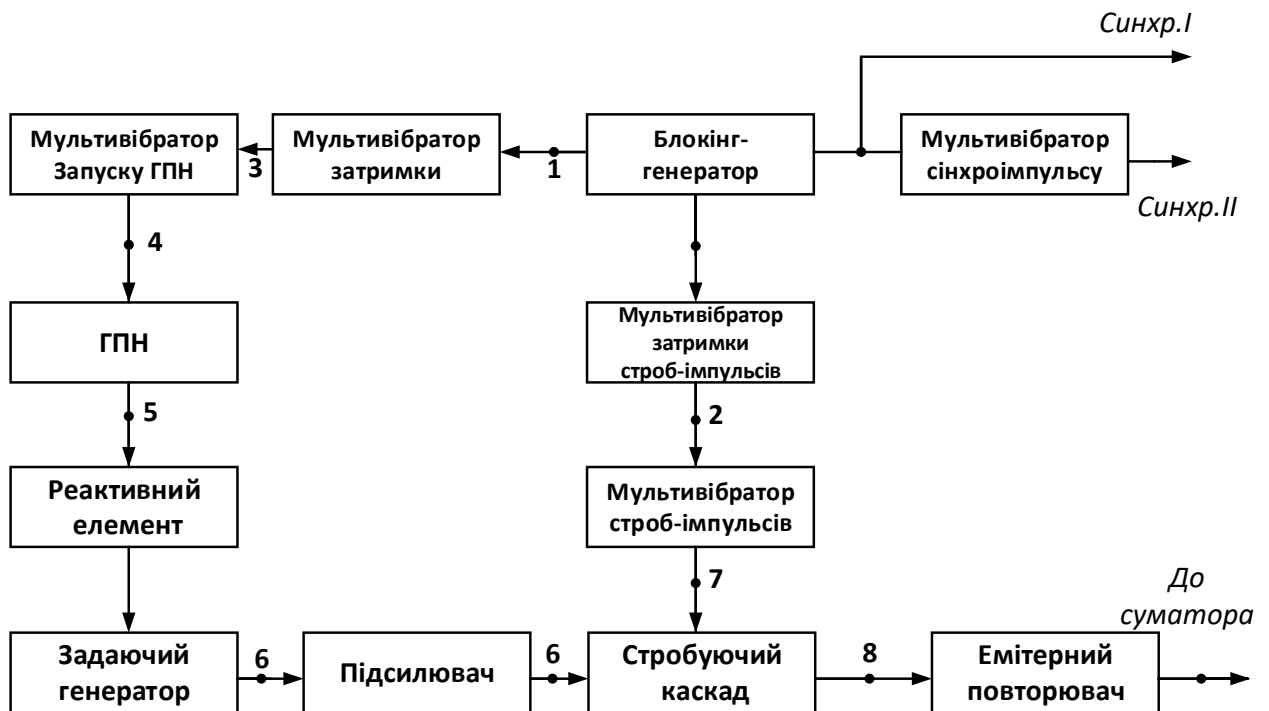 Синхр.I
Мультивібратор
Запуску ГПН
3
Мультивібратор
затримки
1
Блокінг-
генератор
Мультивібратор
сінхроімпульсу
Синхр.II
4
ГПН
Мультивібратор
затримки
строб-імпульсів
5
2
Реактивний
елемент
Мультивібратор
строб-імпульсів
7
До
суматора
Задаючий
генератор
6
Підсилювач
6
Стробуючий
каскад
8
Емітерний
повторювач